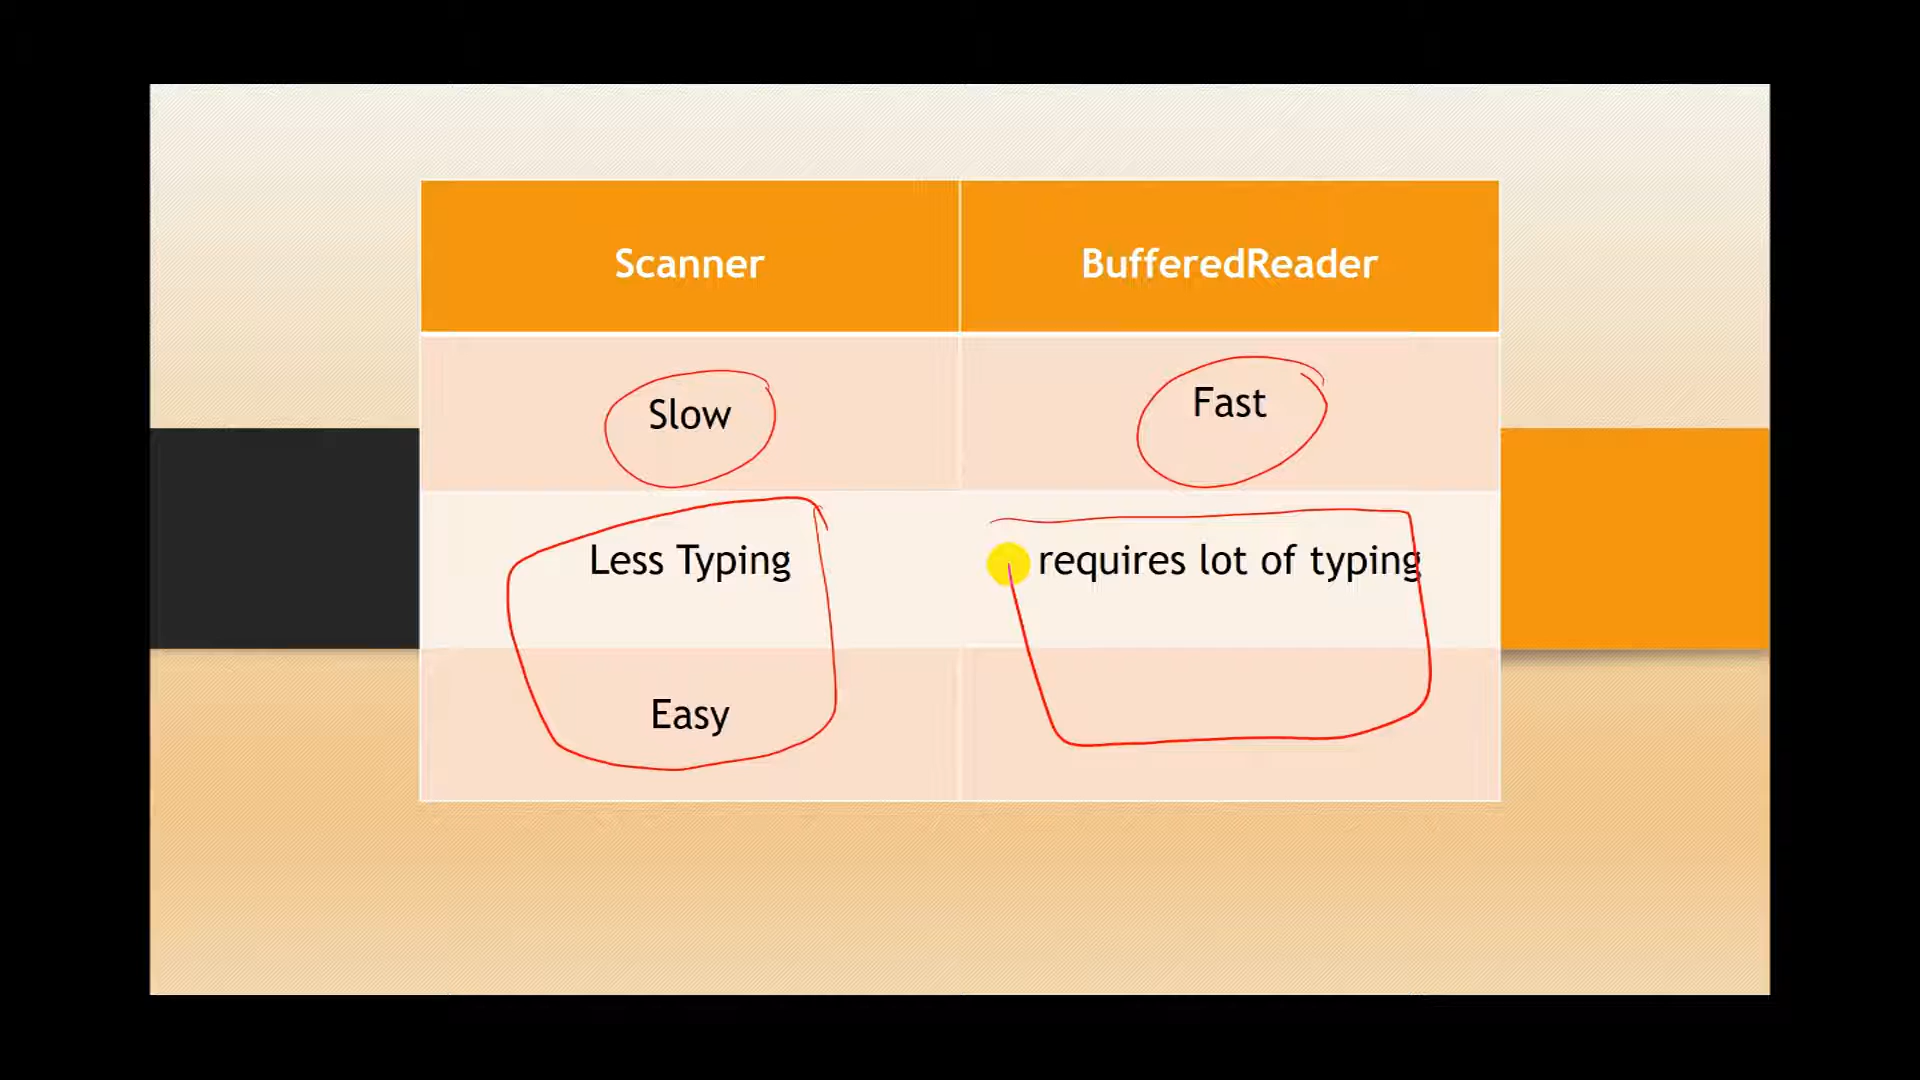 Scanner BufferedReader
Slow Fast
Less Typing requires lot of typing
Easy